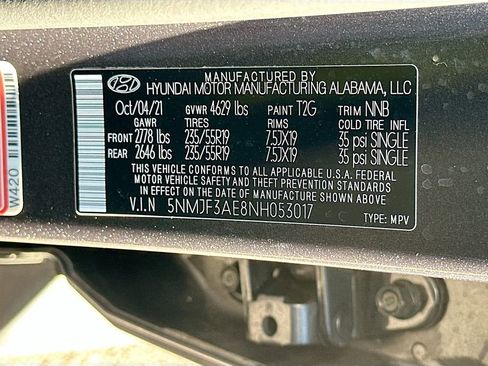 MANUFACTURED BY
HYUNDAI MOTOR MANUFACTURING ALABAMA, LLC
Oct/04/21 GVWR 4629 lbs PAINT T2G TRIM NNB
GAWR TIRES RIMS COLD TIRE INFL
FRONT 2778 lbs 235/55R19 7.5JX19 35 psi SINGLE
REAR 2646 lbs 235/55R19 7.5JX19 35 psi SINGLE
THIS VEHICLE CONFORMS TO ALL APPLICABLE U.S.A. FEDERAL
MOTOR VEHICLE SAFETY, BUMPER, AND THEFT PREVENTION
STANDARDS IN EFFECT ON THE DATE OF MANUFACTURE
SHOWN ABOVE.
V.I.N 5NMJF3AE8NH053017
TYPE: MPV
W420